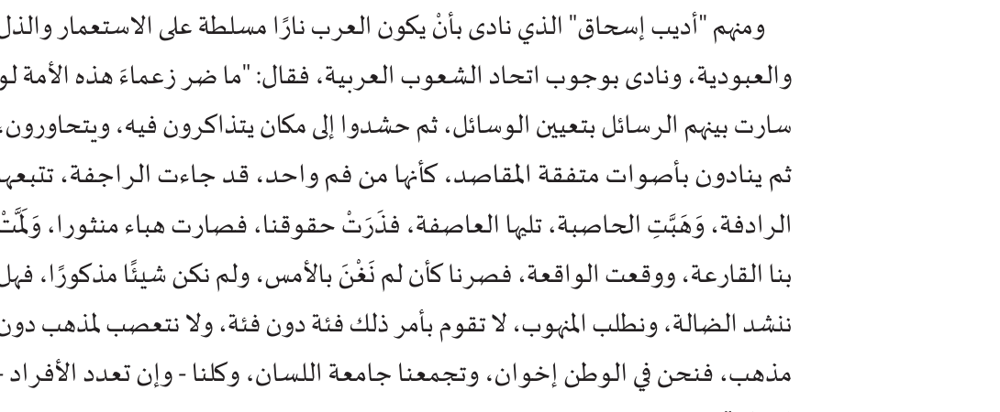 ومنهم "أديب إسحاق" الذي نادى بأنْ يكون العرب نارًا مسلطة على الاستعمار والذل
والعبودية، ونادى بوجوب اتحاد الشعوب العربية، فقال: "ما ضر زعماءَ هذه الأمة لو
سارت بينهم الرسائل بتعيين الوسائل، ثم حشدوا إلى مكان يتذاكرون فيه، ويتحاورون،
ثم ينادون بأصوات متفقة المقاصد، كأنها من فم واحد، قد جاءت الراجفة، تتبعها
الرادفة، وَهَبَّتِ الحاصبة، تليها العاصفة، فذَرَتْ حقوقنا، فصارت هباء منثورا، وَلَمَّتْ
بنا القارعة، ووقعت الواقعة، فصرنا كأن لم نَغْنَ بالأمس، ولم نكن شيئًا مذكورًا، فهل
ننشد الضالة، ونطلب المنهوب، لا تقوم بأمر ذلك فئة دون فئة، ولا نتعصب لمذهب دون
مذهب، فنحن في الوطن إخوان، وتجمعنا جامعة اللسان، وكلنا - وإن تعدد الأفراد -